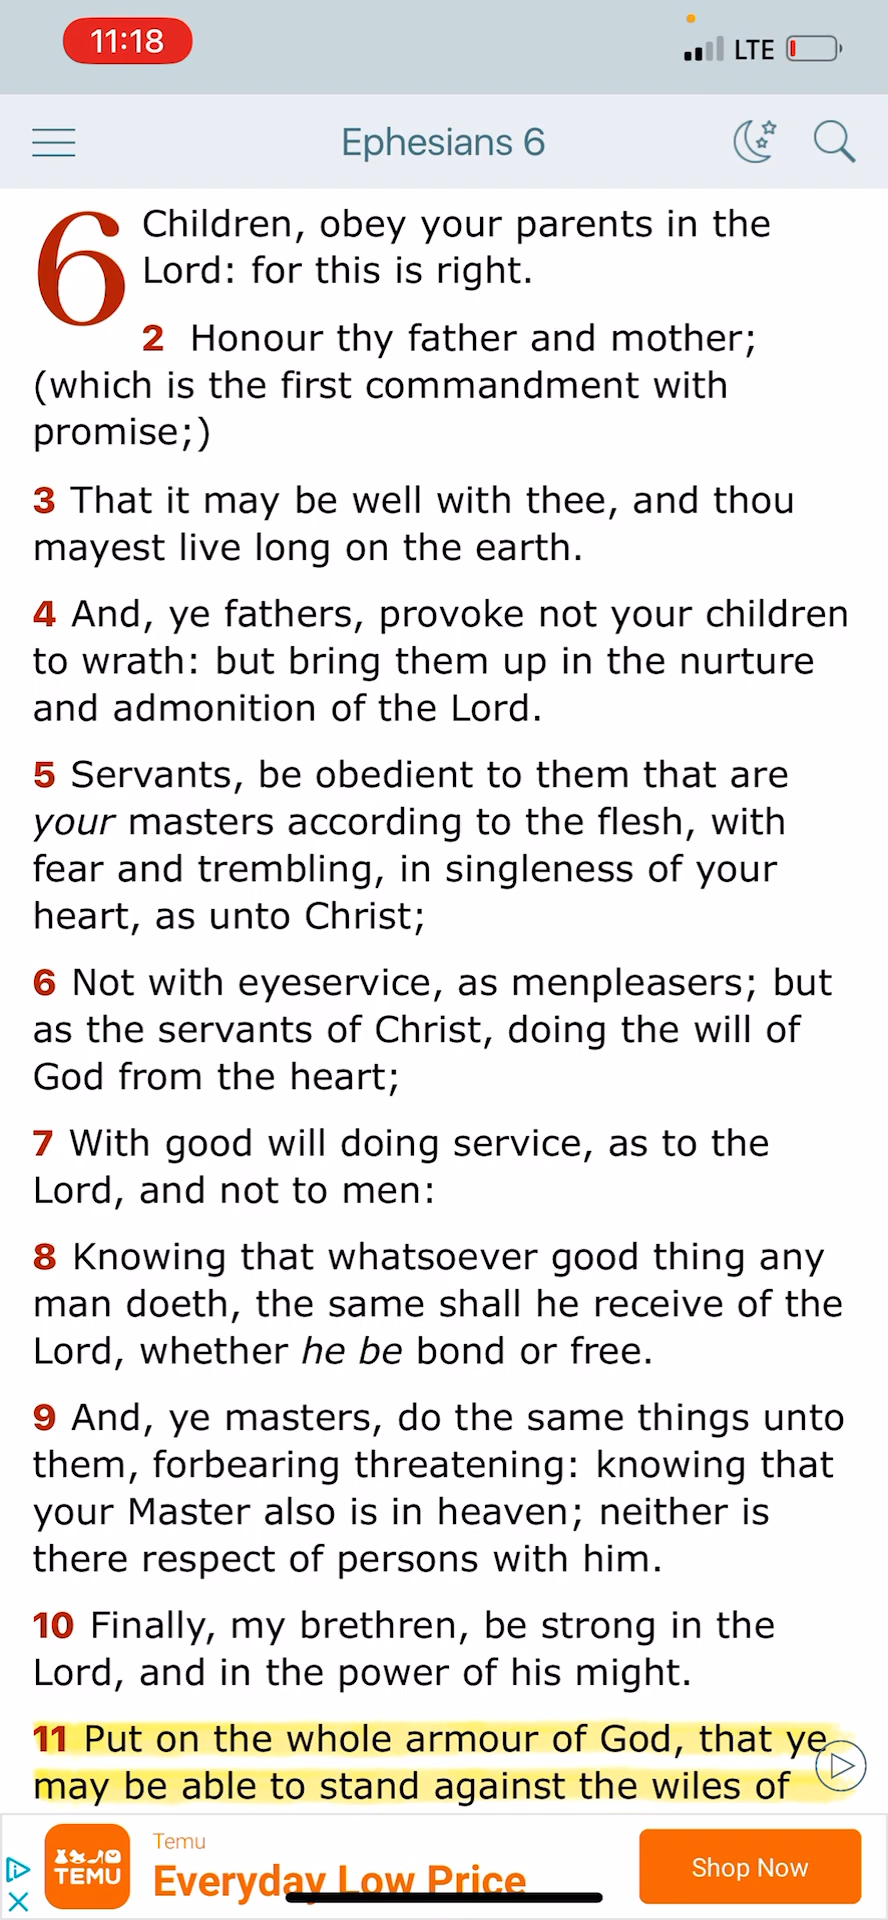 11:18
LTE
Ephesians 6
6 Children, obey your parents in the
Lord: for this is right.
2 Honour thy father and mother;
(which is the first commandment with
promise;)
3 That it may be well with thee, and thou
mayest live long on the earth.
4 And, ye fathers, provoke not your children
to wrath: but bring them up in the nurture
and admonition of the Lord.
5 Servants, be obedient to them that are
your masters according to the flesh, with
fear and trembling, in singleness of your
heart, as unto Christ;
6 Not with eyeservice, as menpleasers; but
as the servants of Christ, doing the will of
God from the heart;
7 With good will doing service, as to the
Lord, and not to men:
8 Knowing that whatsoever good thing any
man doeth, the same shall he receive of the
Lord, whether he be bond or free.
9 And, ye masters, do the same things unto
them, forbearing threatening: knowing that
your Master also is in heaven; neither is
there respect of persons with him.
10 Finally, my brethren, be strong in the
Lord, and in the power of his might.
11 Put on the whole armour of God, that ye
may be able to stand against the wiles of
TEMU
Temu
Everyday Low Price
Shop Now